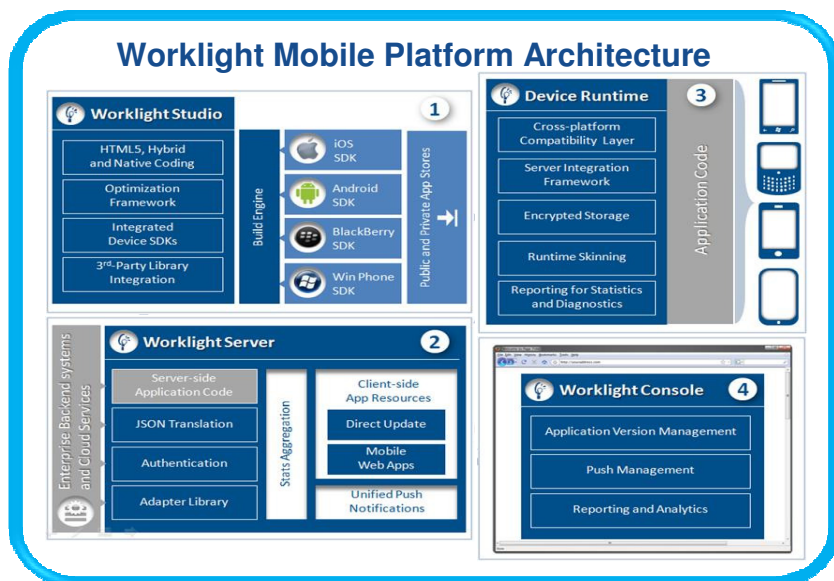 Worklight Mobile Platform Architecture
Worklight Studio
1
HTML5, Hybrid
and Native Coding
Optimization
Framework
Integrated
Device SDKs
3rd-Party Library
Integration
Build Engine
iOS
SDK
Android
SDK
BlackBerry
SDK
Win Phone
SDK
Public and Private App Stores
Worklight Server
2
Enterprise Backend systems
and Cloud Services
Server-side
Application Code
JSON Translation
Authentication
Adapter Library
Stats Aggregation
Client-side
App Resources
Direct Update
Mobile
Web Apps
Unified Push
Notifications
Device Runtime
3
Cross-platform
Compatibility Layer
Server Integration
Framework
Encrypted Storage
Runtime Skinning
Reporting for Statistics
and Diagnostics
Application Code
Worklight Console
4
Application Version Management
Push Management
Reporting and Analytics